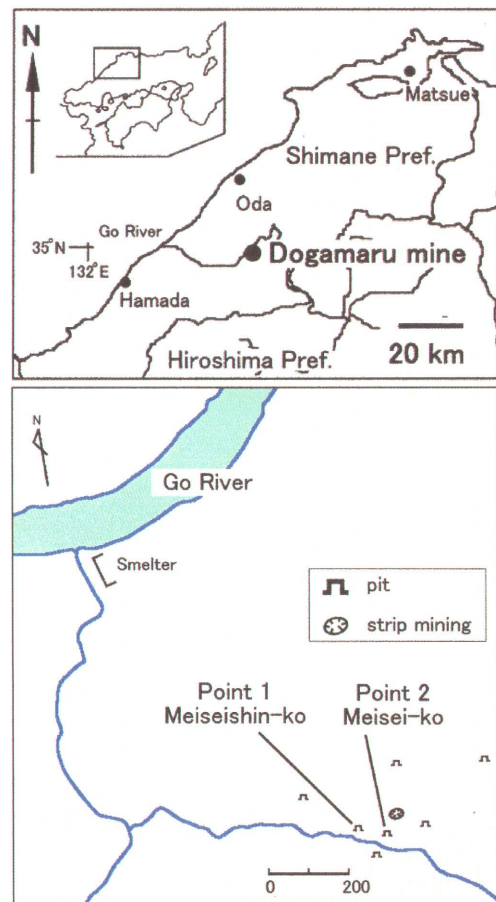 N
Matsue
Shimane Pref.
Oda
Go River
35°N
132°E
Dogamaru mine
Hamada
20 km
Hiroshima Pref.
N
Go River
Smelter
pit
strip mining
Point 1
Meiseishin-ko
Point 2
Meisei-ko
0 200